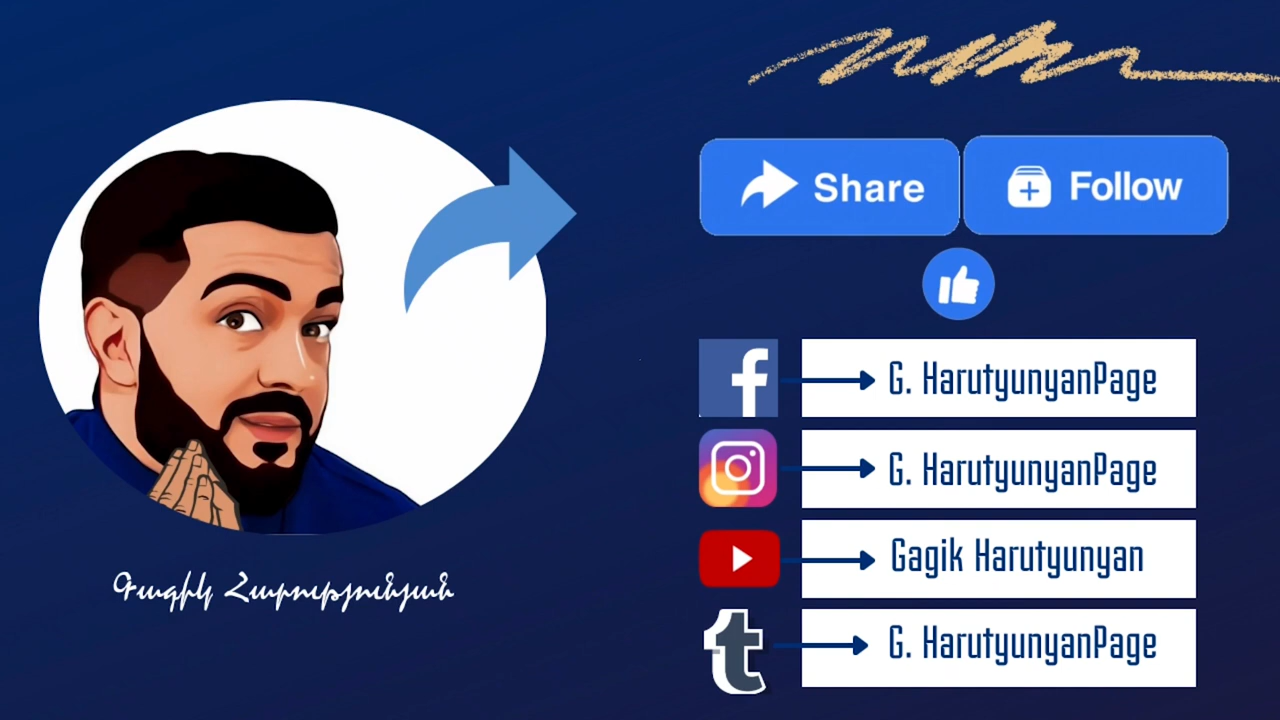 Share
Follow
G. HarutyunyanPage
G. HarutyunyanPage
Gagik Harutyunyan
G. HarutyunyanPage
Գագիկ Հարությունյան